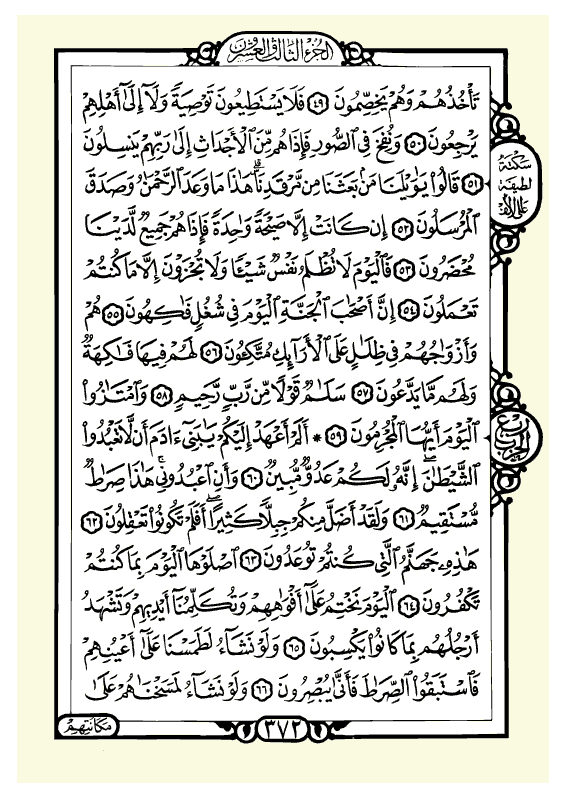 الجزء الثالث والعشرون
تَأْخُذُهُمْ وَهُمْ يَخِصِّمُونَ ٤٩ فَلَا يَسْتَطِيعُونَ تَوْصِيَةً وَلَآ إِلَىٰٓ أَهْلِهِمْ
يَرْجِعُونَ ٥٠ وَنُفِخَ فِى ٱلصُّورِ فَإِذَا هُم مِّنَ ٱلْأَجْدَاثِ إِلَىٰ رَبِّهِمْ يَنسِلُونَ
٥١ قَالُوا۟ يَٰوَيْلَنَا مَنۢ بَعَثَنَا مِن مَّرْقَدِنَا ۜ هَٰذَا مَا وَعَدَ ٱلرَّحْمَٰنُ وَصَدَقَ
سكتة
لطيفة
على الألف
ٱلْمُرْسَلُونَ ٥٢ إِن كَانَتْ إِلَّا صَيْحَةً وَٰحِدَةً فَإِذَا هُمْ جَمِيعٌ لَّدَيْنَا
مُحْضَرُونَ ٥٣ فَٱلْيَوْمَ لَا تُظْلَمُ نَفْسٌ شَيْـًٔا وَلَا تُجْزَوْنَ إِلَّا مَا كُنتُمْ
تَعْمَلُونَ ٥٤ إِنَّ أَصْحَٰبَ ٱلْجَنَّةِ ٱلْيَوْمَ فِى شُغُلٍ فَٰكِهُونَ ٥٥ هُمْ
وَأَزْوَٰجُهُمْ فِى ظِلَٰلٍ عَلَى ٱلْأَرَآئِكِ مُتَّكِـُٔونَ ٥٦ لَهُمْ فِيهَا فَٰكِهَةٌ
وَلَهُم مَّا يَدَّعُونَ ٥٧ سَلَٰمٌ قَوْلًا مِّن رَّبٍّ رَّحِيمٍ ٥٨ وَٱمْتَٰزُوا۟
ٱلْيَوْمَ أَيُّهَا ٱلْمُجْرِمُونَ ٥٩ * أَلَمْ أَعْهَدْ إِلَيْكُمْ يَٰبَنِىٓ ءَادَمَ أَن لَّا تَعْبُدُوا۟
ربع
الحزب
ٱلشَّيْطَٰنَ ۖ إِنَّهُۥ لَكُمْ عَدُوٌّ مُّبِينٌ ٦٠ وَأَنِ ٱعْبُدُونِى ۚ هَٰذَا صِرَٰطٌ
مُّسْتَقِيمٌ ٦١ وَلَقَدْ أَضَلَّ مِنكُمْ جِبِلًّا كَثِيرًا ۖ أَفَلَمْ تَكُونُوا۟ تَعْقِلُونَ ٦٢
هَٰذِهِۦ جَهَنَّمُ ٱلَّتِى كُنتُمْ تُوعَدُونَ ٦٣ ٱصْلَوْهَا ٱلْيَوْمَ بِمَا كُنتُمْ
تَكْفُرُونَ ٦٤ ٱلْيَوْمَ نَخْتِمُ عَلَىٰٓ أَفْوَٰهِهِمْ وَتُكَلِّمُنَآ أَيْدِيهِمْ وَتَشْهَدُ
أَرْجُلُهُم بِمَا كَانُوا۟ يَكْسِبُونَ ٦٥ وَلَوْ نَشَآءُ لَطَمَسْنَا عَلَىٰٓ أَعْيُنِهِمْ
فَٱسْتَبَقُوا۟ ٱلصِّرَٰطَ فَأَنَّىٰ يُبْصِرُونَ ٦٦ وَلَوْ نَشَآءُ لَمَسَخْنَٰهُمْ عَلَىٰ
مكانتهم
٣٧٢